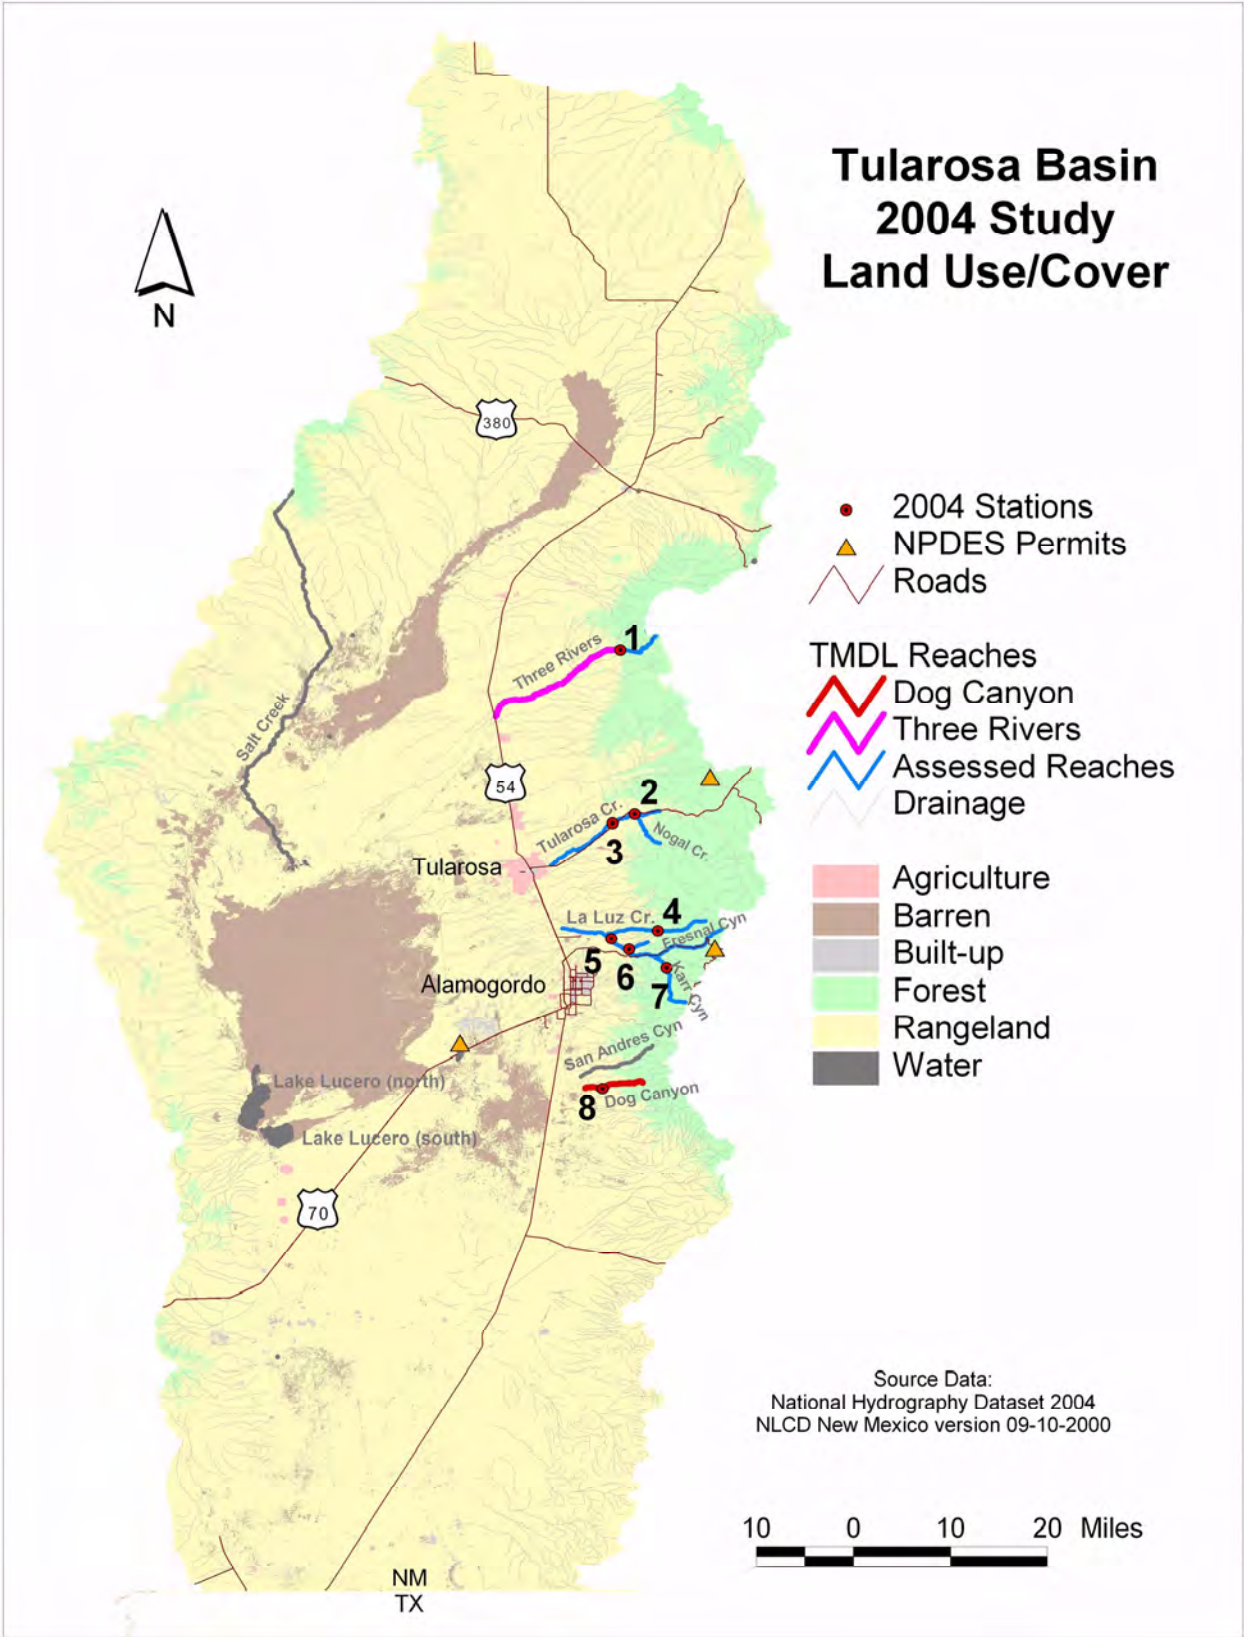 Tularosa Basin
2004 Study
Land Use/Cover
N
380
2004 Stations
NPDES Permits
Roads
1
Three Rivers
TMDL Reaches
Dog Canyon
Three Rivers
Assessed Reaches
Drainage
Salt Creek
54
2
Tularosa Cr.
Nogal Cr.
3
Tularosa
Agriculture
Barren
Built-up
Forest
Rangeland
Water
La Luz Cr.
4
Fresnal Cyn
5
6
Karr Cyn
7
Alamogordo
San Andres Cyn
Lake Lucero (north)
Dog Canyon
8
Lake Lucero (south)
70
Source Data:
National Hydrography Dataset 2004
NLCD New Mexico version 09-10-2000
10 0 10 20 Miles
NM
TX